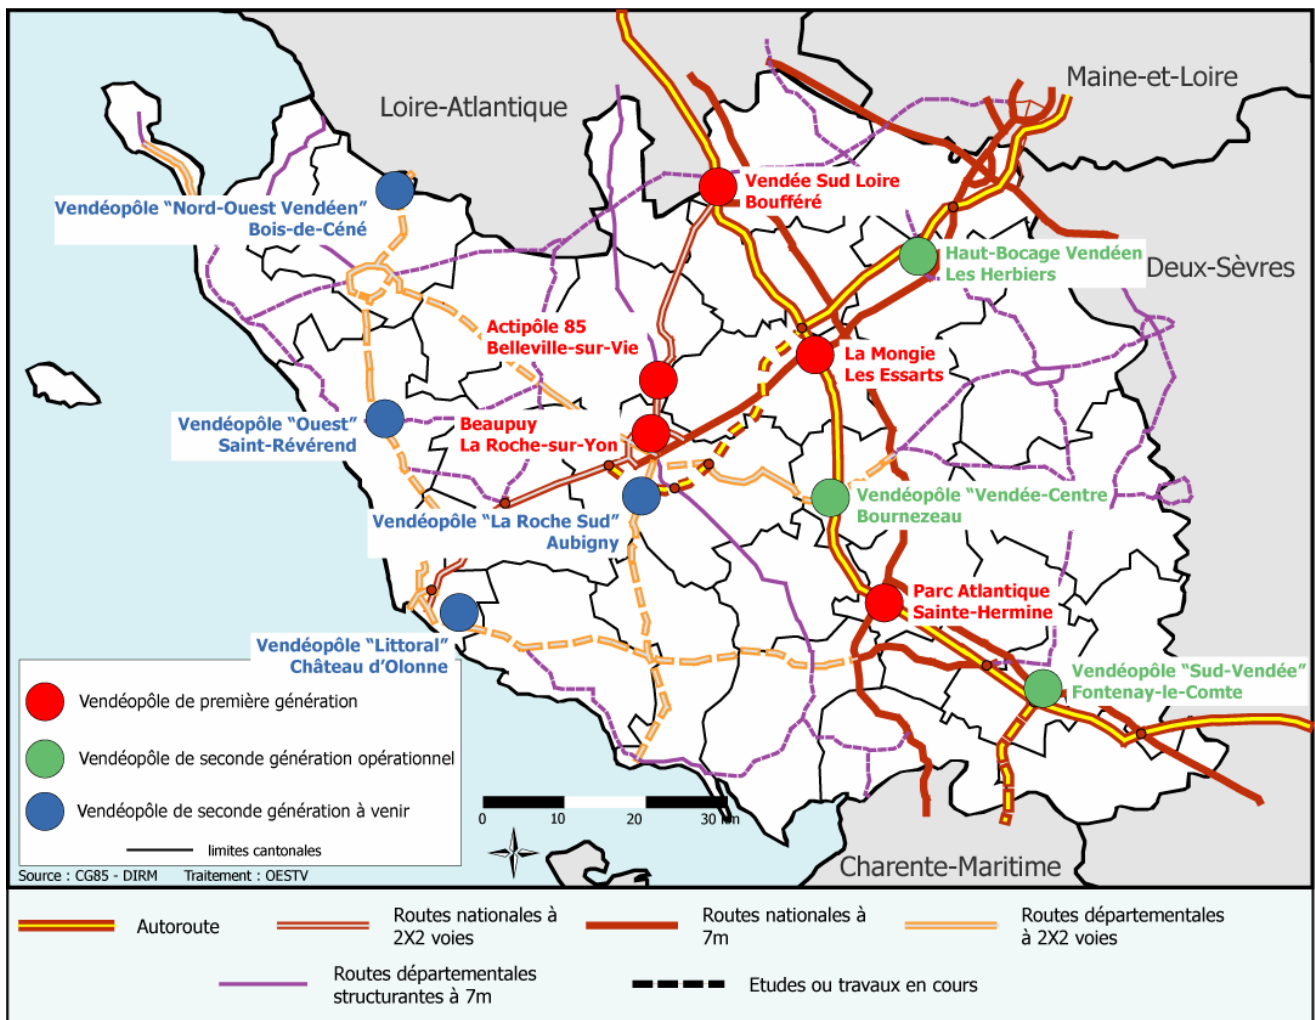 Loire-Atlantique
Maine-et-Loire
Deux-Sèvres
Charente-Maritime
Vendée Sud Loire
Boufféré
Vendéopôle “Nord-Ouest Vendéen”
Bois-de-Céné
Haut-Bocage Vendéen
Les Herbiers
Actipôle 85
Belleville-sur-Vie
La Mongie
Les Essarts
Vendéopôle “Ouest”
Saint-Révérend
Beaupuy
La Roche-sur-Yon
Vendéopôle “La Roche Sud”
Aubigny
Vendéopôle “Vendée-Centre
Bournezeau
Parc Atlantique
Sainte-Hermine
Vendéopôle “Littoral”
Château d’Olonne
Vendéopôle “Sud-Vendée”
Fontenay-le-Comte
Vendéopôle de première génération
Vendéopôle de seconde génération opérationnel
Vendéopôle de seconde génération à venir
limites cantonales
0 10 20 30 km
Source : CG85 - DIRM Traitement : OESTV
Autoroute
Routes nationales à
2X2 voies
Routes nationales à
7m
Routes départementales
à 2X2 voies
Routes départementales
structurantes à 7m
Etudes ou travaux en cours